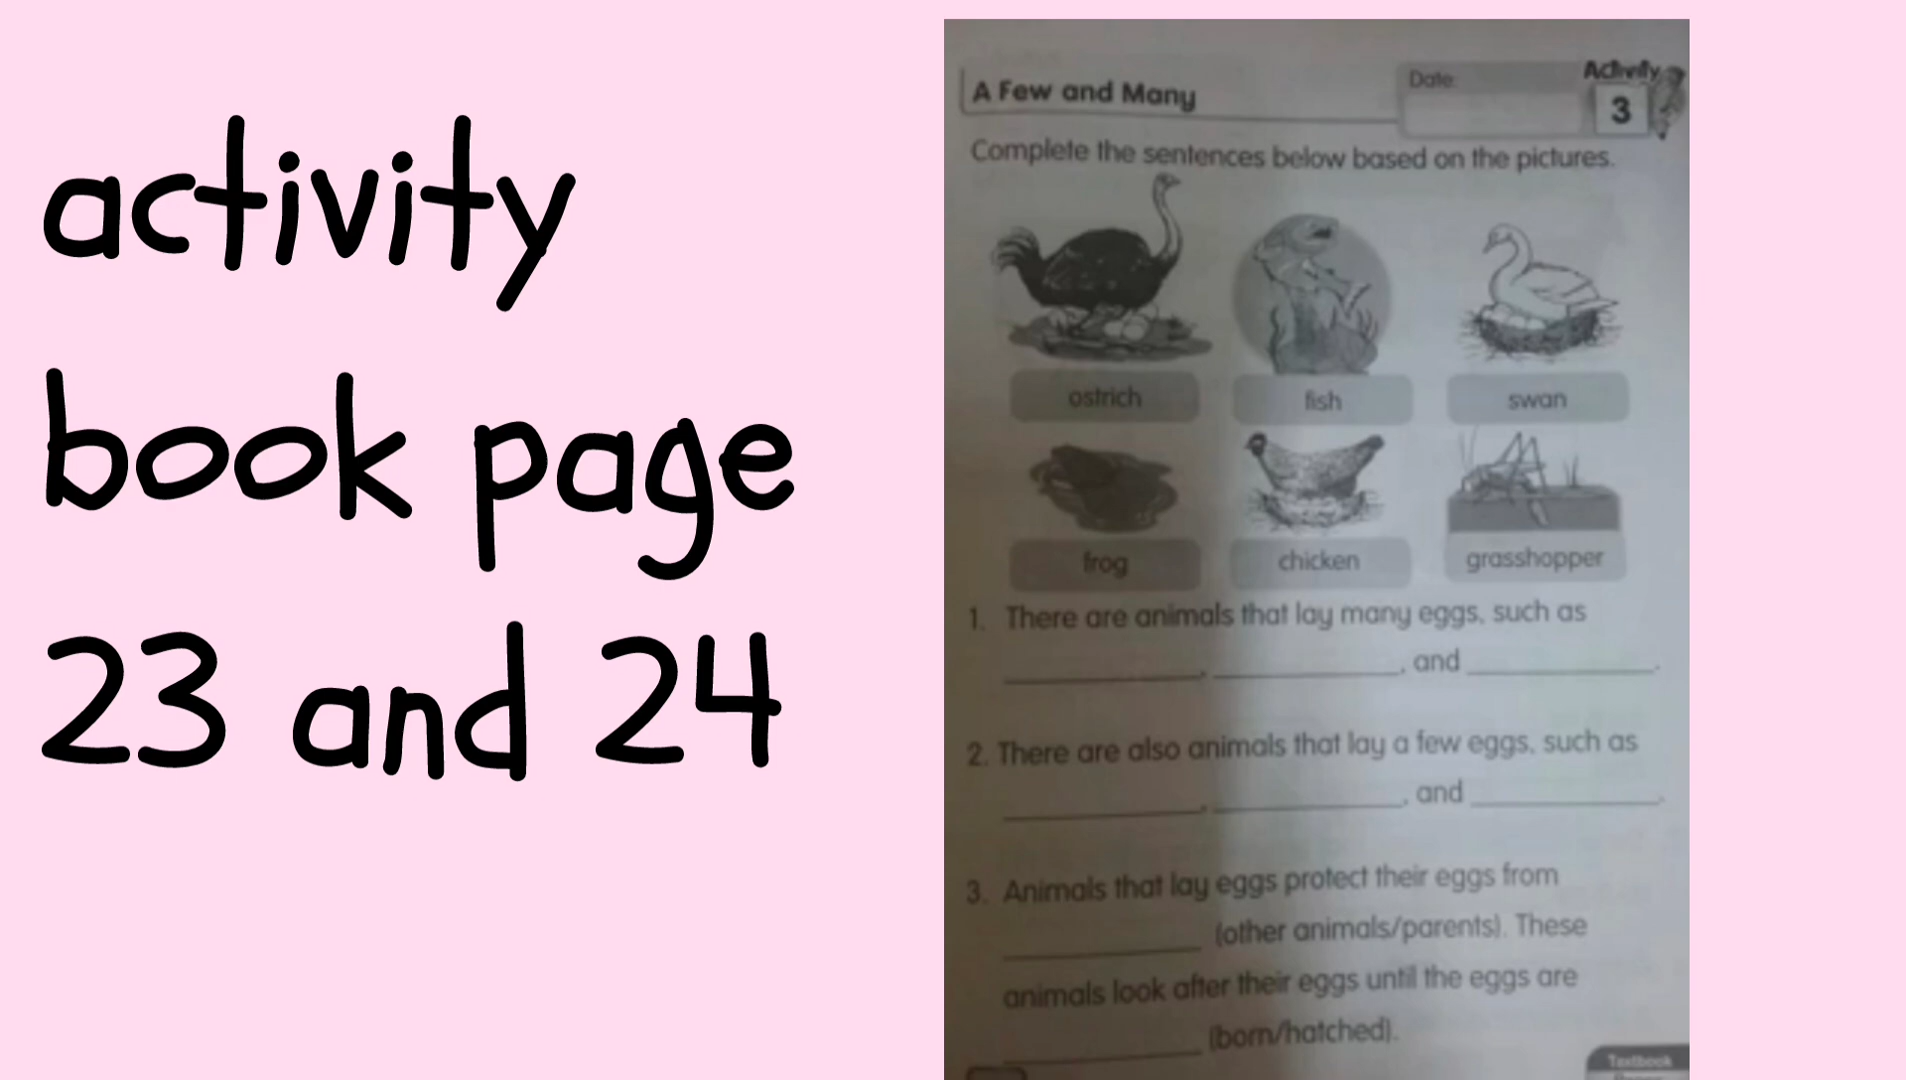 activity
book page
23 and 24
A Few and Many
Date
Activity
3
Complete the sentences below based on the pictures.
ostrich
fish
swan
frog
chicken
grasshopper
1. There are animals that lay many eggs, such as
, , and .
2. There are also animals that lay a few eggs, such as
, , and .
3. Animals that lay eggs protect their eggs from
(other animals/parents). These
animals look after their eggs until the eggs are
(born/hatched).
Textbook